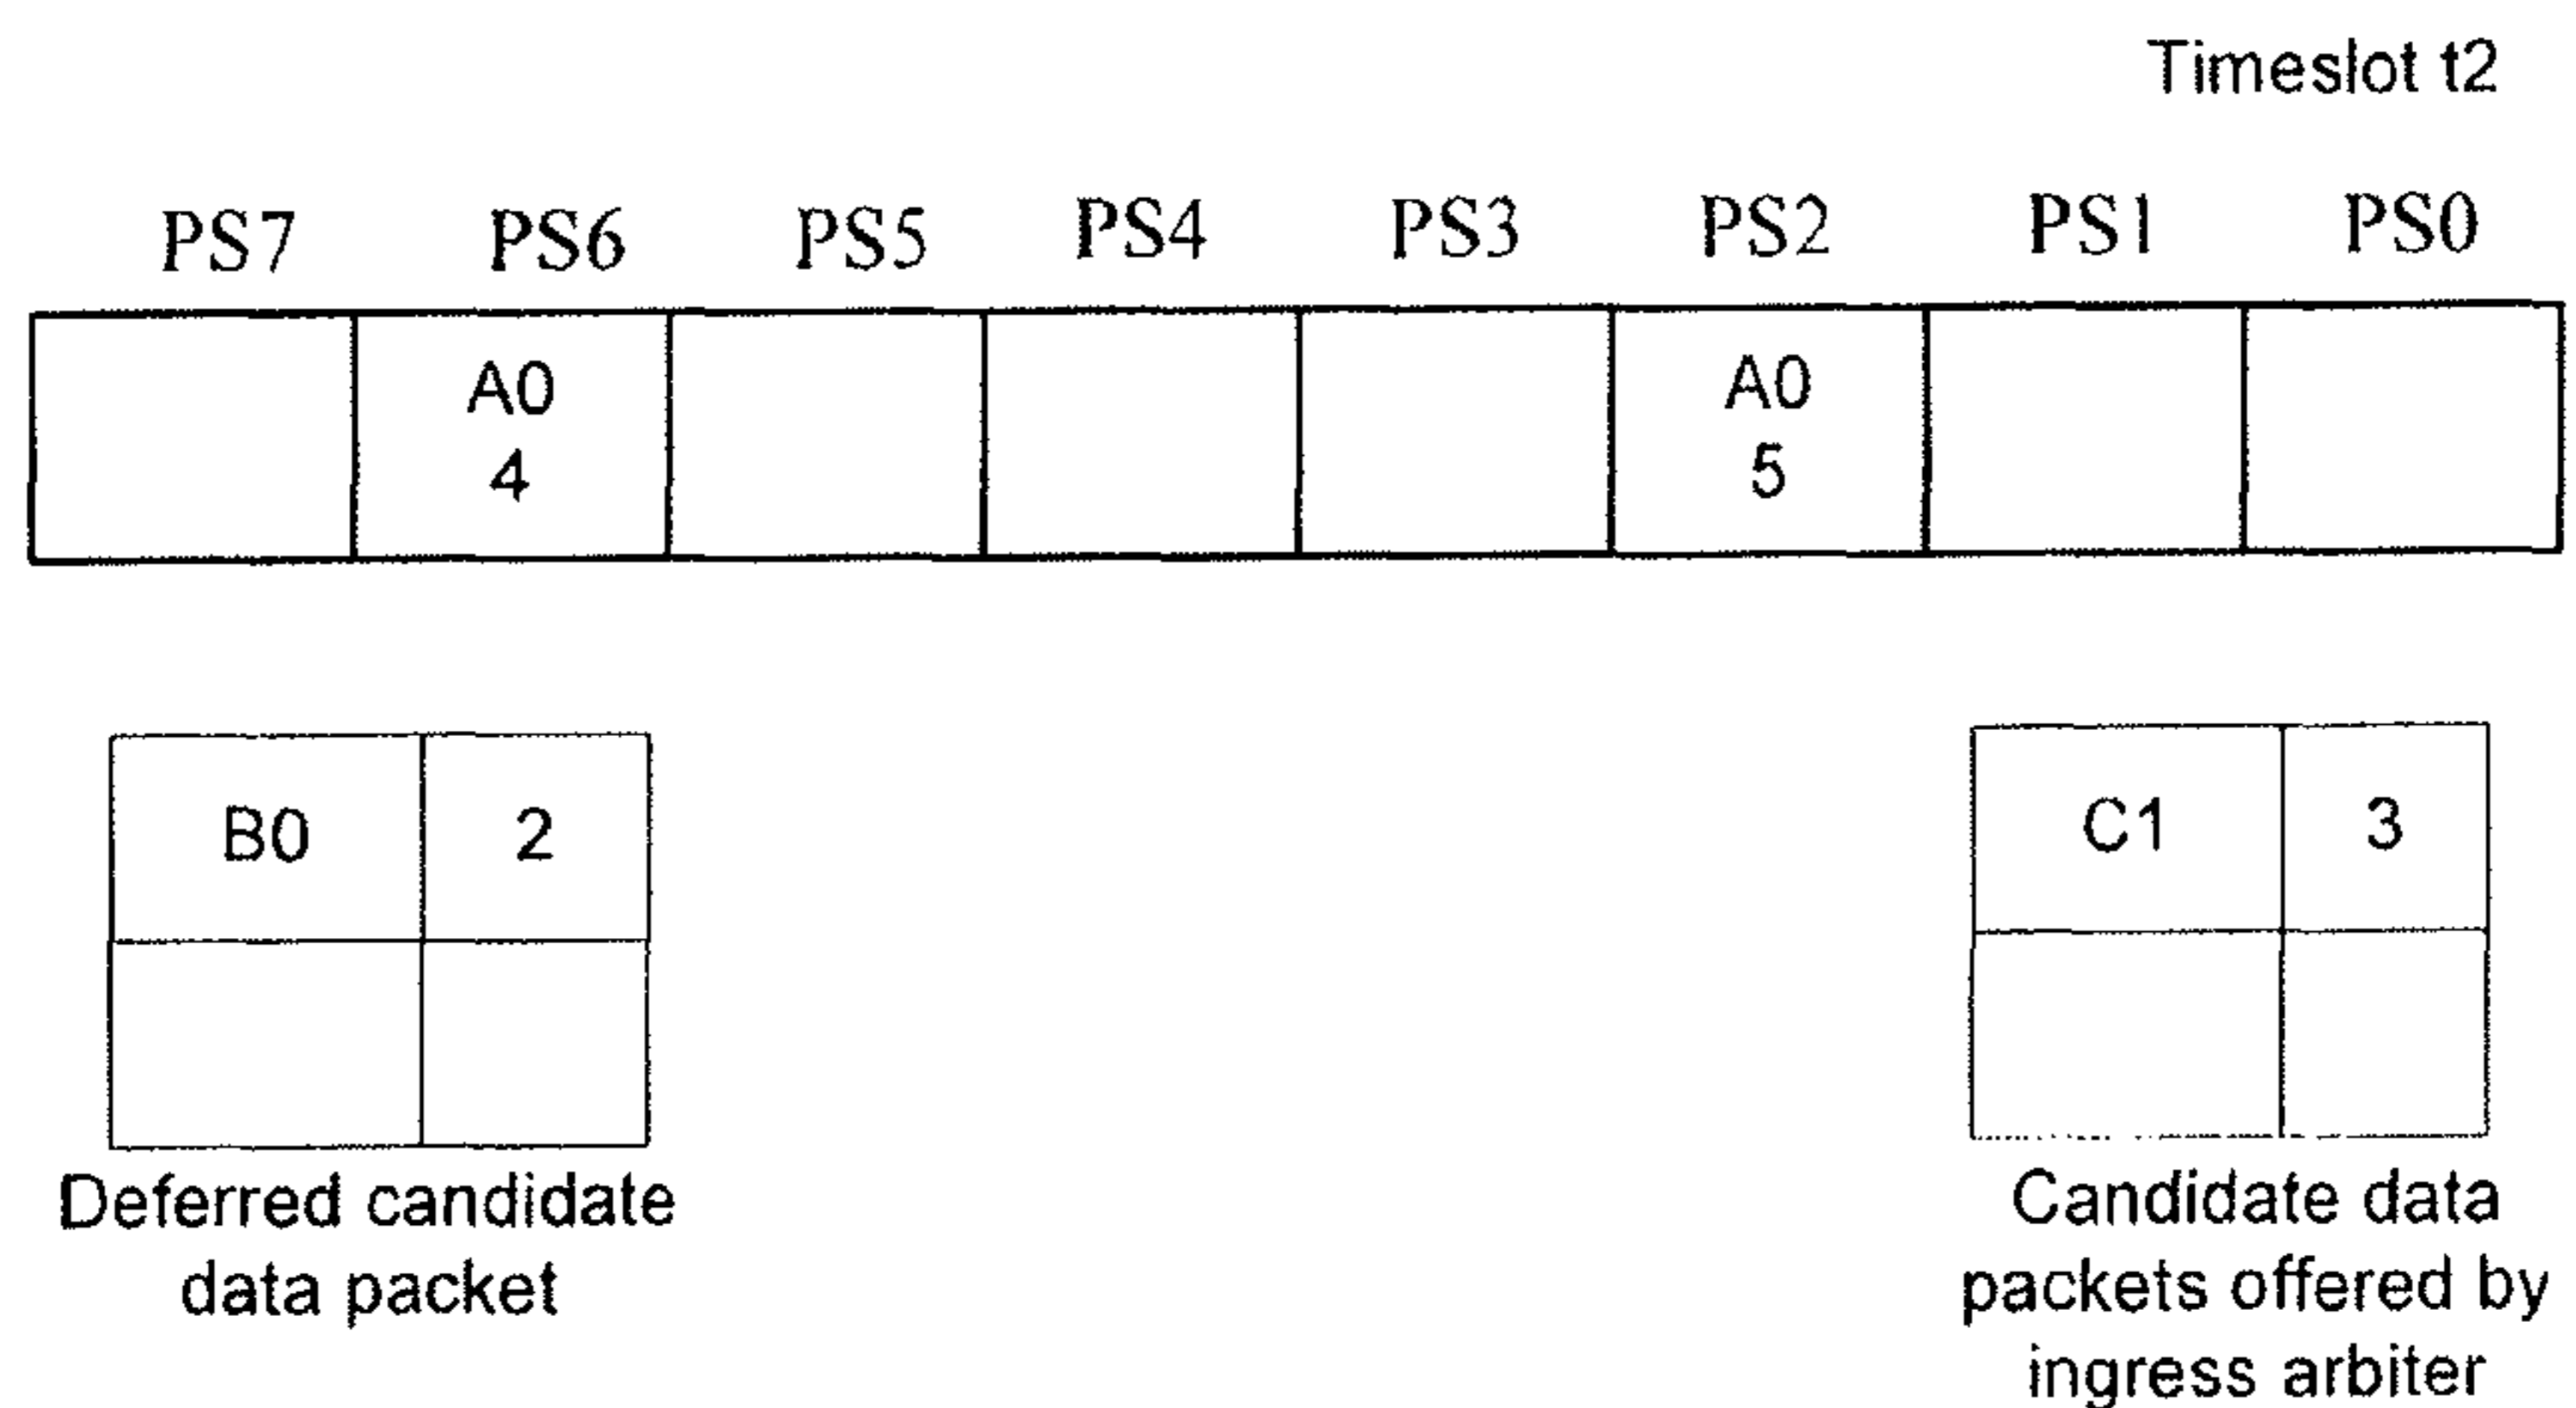 Timeslot t2
PS7 PS6 PS5 PS4 PS3 PS2 PS1 PS0
A0 A0
4 5
B0 2
C1 3
Deferred candidate
data packet
Candidate data
packets offered by
ingress arbiter